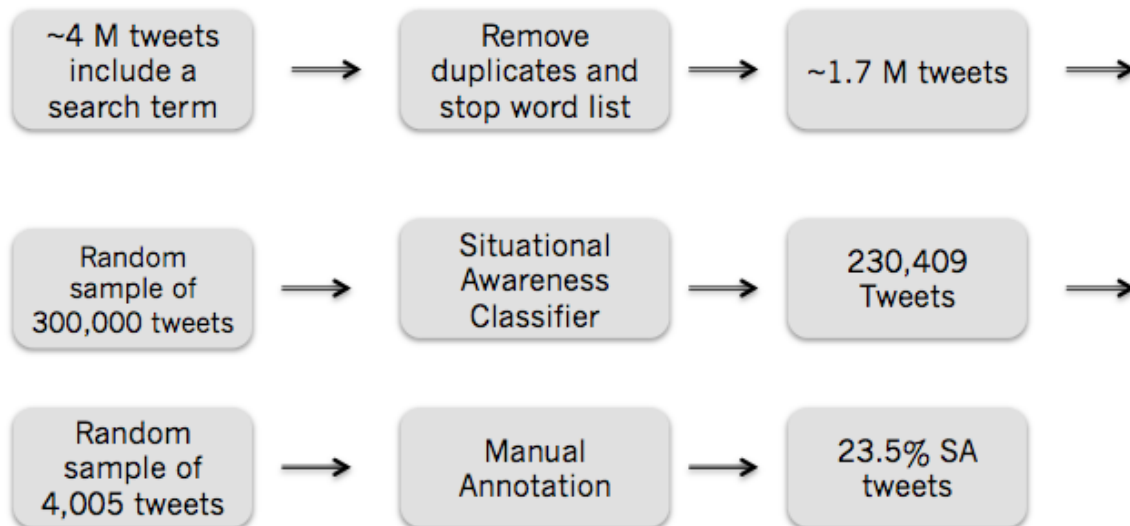 ~4 M tweets
include a
search term
Remove
duplicates and
stop word list
~1.7 M tweets
Random
sample of
300,000 tweets
Situational
Awareness
Classifier
230,409
Tweets
Random
sample of
4,005 tweets
Manual
Annotation
23.5% SA
tweets